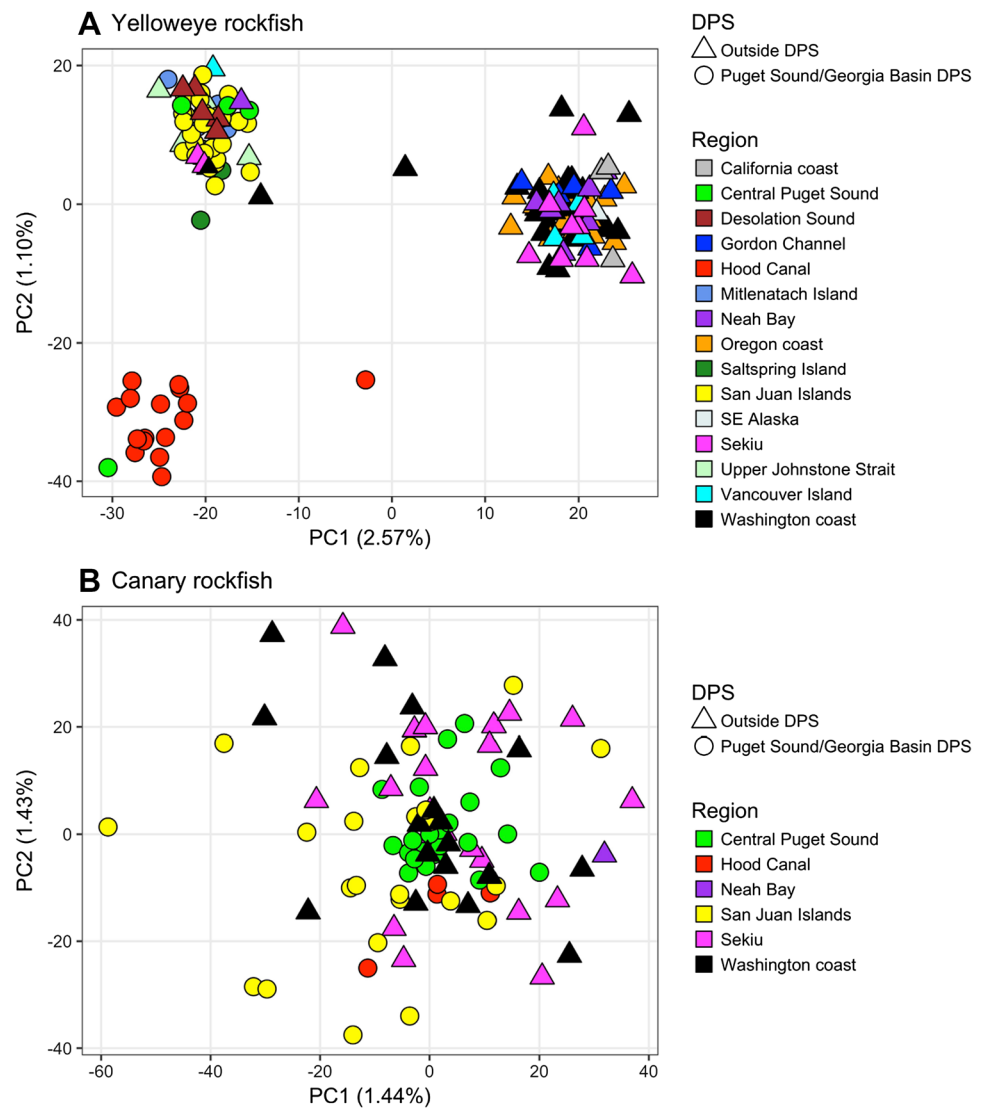 A Yelloweye rockfish
20
0
-20
-40
PC2 (1.10%)
-30 -20 -10 0 10 20
PC1 (2.57%)
DPS
Outside DPS
Puget Sound/Georgia Basin DPS
Region
California coast
Central Puget Sound
Desolation Sound
Gordon Channel
Hood Canal
Mitlenatach Island
Neah Bay
Oregon coast
Saltspring Island
San Juan Islands
SE Alaska
Sekiu
Upper Johnstone Strait
Vancouver Island
Washington coast
B Canary rockfish
40
20
0
-20
-40
PC2 (1.43%)
-60 -40 -20 0 20 40
PC1 (1.44%)
DPS
Outside DPS
Puget Sound/Georgia Basin DPS
Region
Central Puget Sound
Hood Canal
Neah Bay
San Juan Islands
Sekiu
Washington coast